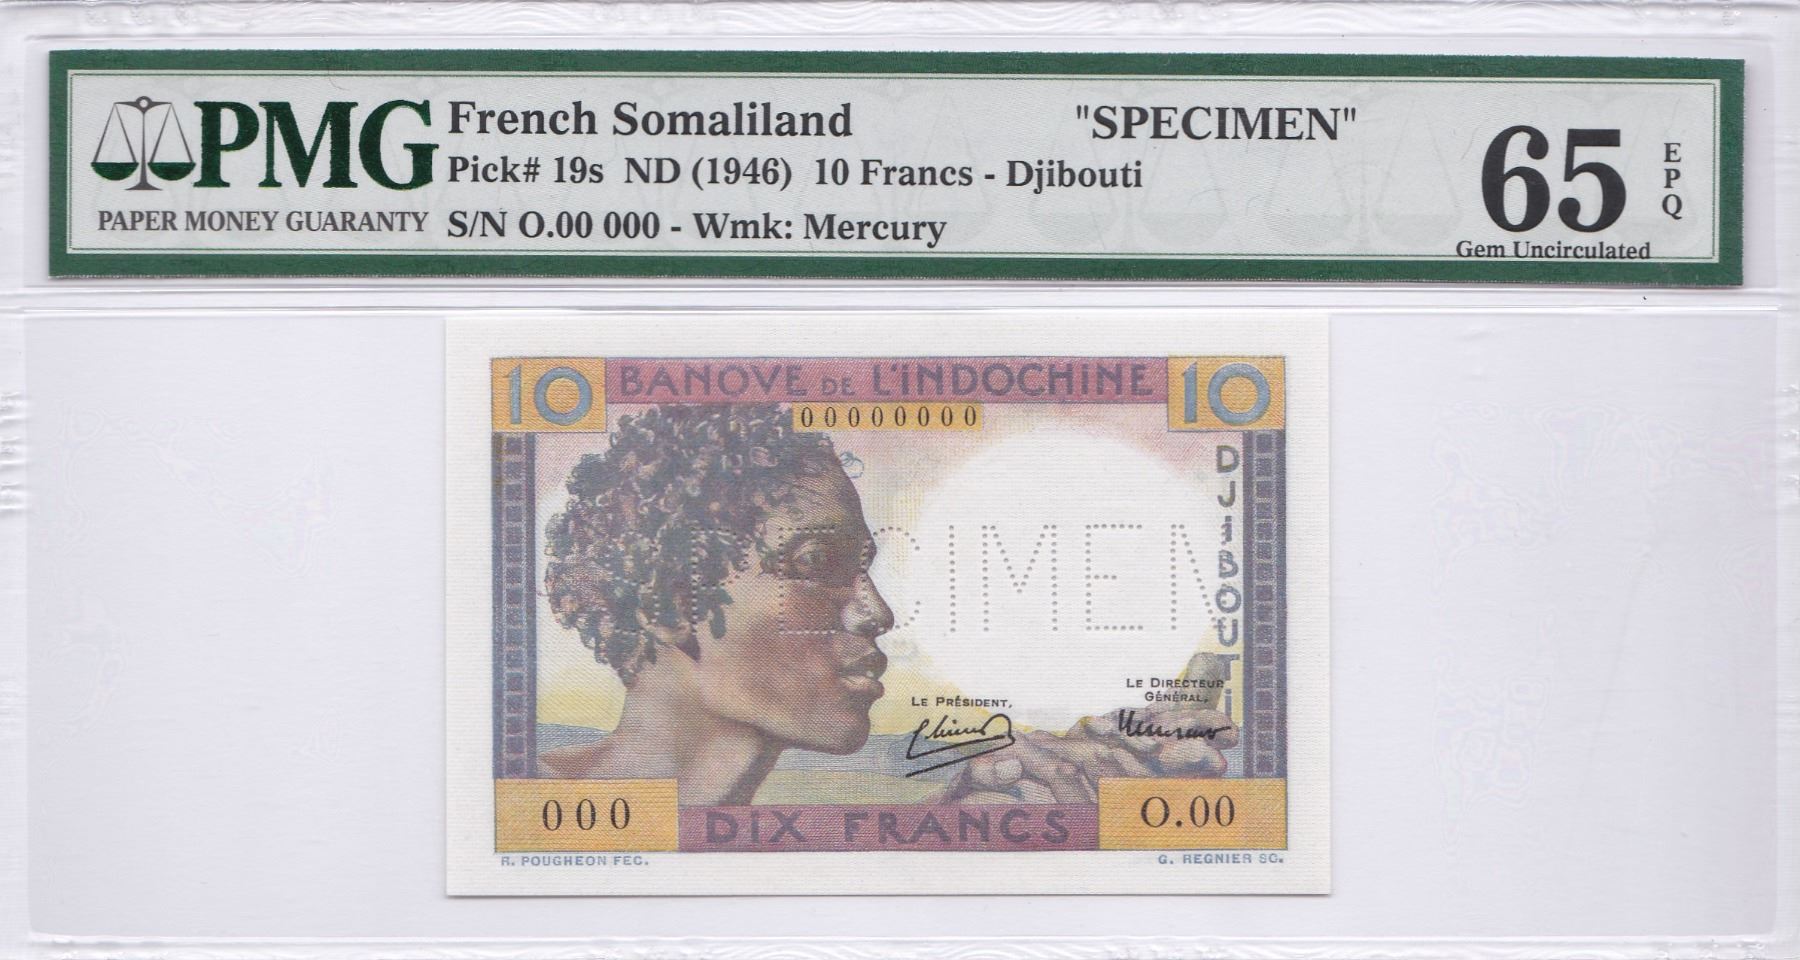 PMG
PAPER MONEY GUARANTY
French Somaliland "SPECIMEN"
Pick# 19s ND (1946) 10 Francs - Djibouti
S/N O.00 000 - Wmk: Mercury
65
EPQ
Gem Uncirculated
10 BANQVE DE L'INDOCHINE 10
00000000
DJIBOUTI
SPECIMEN
LE PRÉSIDENT,
LE DIRECTEUR
GÉNÉRAL,
000 DIX FRANCS O.00
R. POUGHEON FEC. G. REGNIER SC.